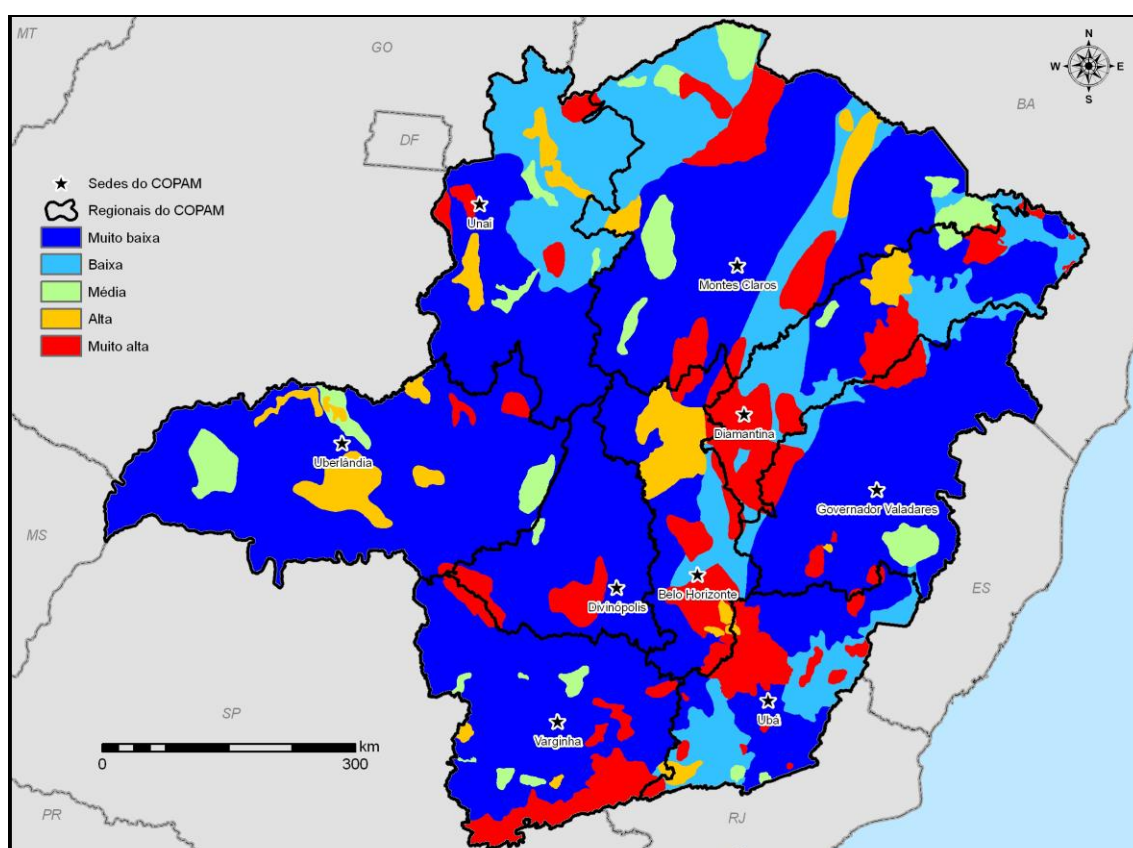 MT
GO
N
W
E
S
BA
DF
Sedes do COPAM
Regionais do COPAM
Muito baixa
Baixa
Média
Alta
Muito alta
Unaí
Montes Claros
Diamantina
Uberlândia
Governador Valadares
MS
Belo Horizonte
Divinópolis
ES
SP
Ubá
Varginha
km
0
300
PR
RJ